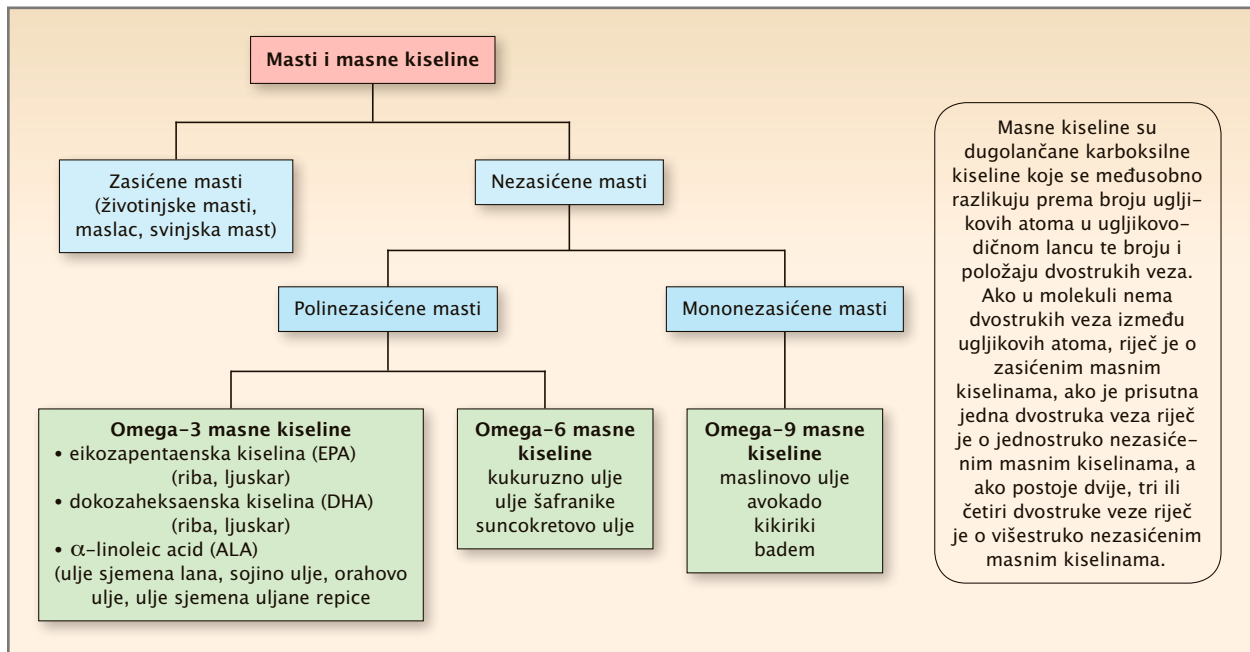 Masti i masne kiseline
Zasićene masti
(životinjske masti,
maslac, svinjska mast)
Nezasićene masti
Polinezasićene masti
Mononezasićene masti
Omega-3 masne kiseline
• eikozapentaenska kiselina (EPA)
(riba, ljuskar)
• dokozaheksaenska kiselina (DHA)
(riba, ljuskar)
• α-linoleic acid (ALA)
(ulje sjemena lana, sojino ulje, orahovo
ulje, ulje sjemena uljane repice
Omega-6 masne
kiseline
kukuruzno ulje
ulje šafranike
suncokretovo ulje
Omega-9 masne
kiseline
maslinovo ulje
avokado
kikiriki
badem
Masne kiseline su
dugolančane karboksilne
kiseline koje se međusobno
razlikuju prema broju uglji-
kovih atoma u ugljikovo-
dičnom lancu te broju i
položaju dvostrukih veza.
Ako u molekuli nema
dvostrukih veza između
ugljikovih atoma, riječ je o
zasićenim masnim
kiselinama, ako je prisutna
jedna dvostruka veza riječ
je o jednostruko nezasiće-
nim masnim kiselinama, a
ako postoje dvije, tri ili
četiri dvostruke veze riječ
je o višestruko nezasićenim
masnim kiselinama.